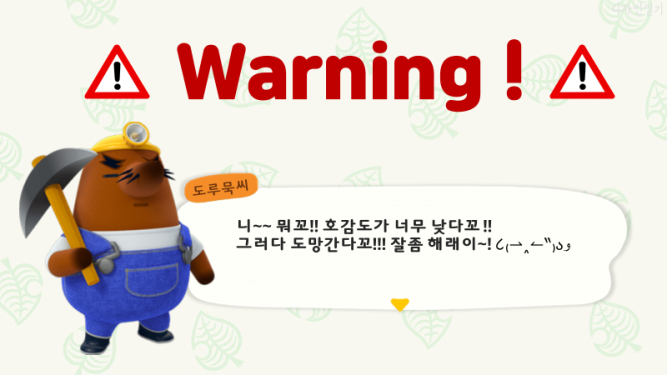 Warning !
도루묵씨
니~~ 뭐꼬!! 호감도가 너무 낮다꼬!!
그러다 도망간다꼬!!! 잘좀 해래이~!